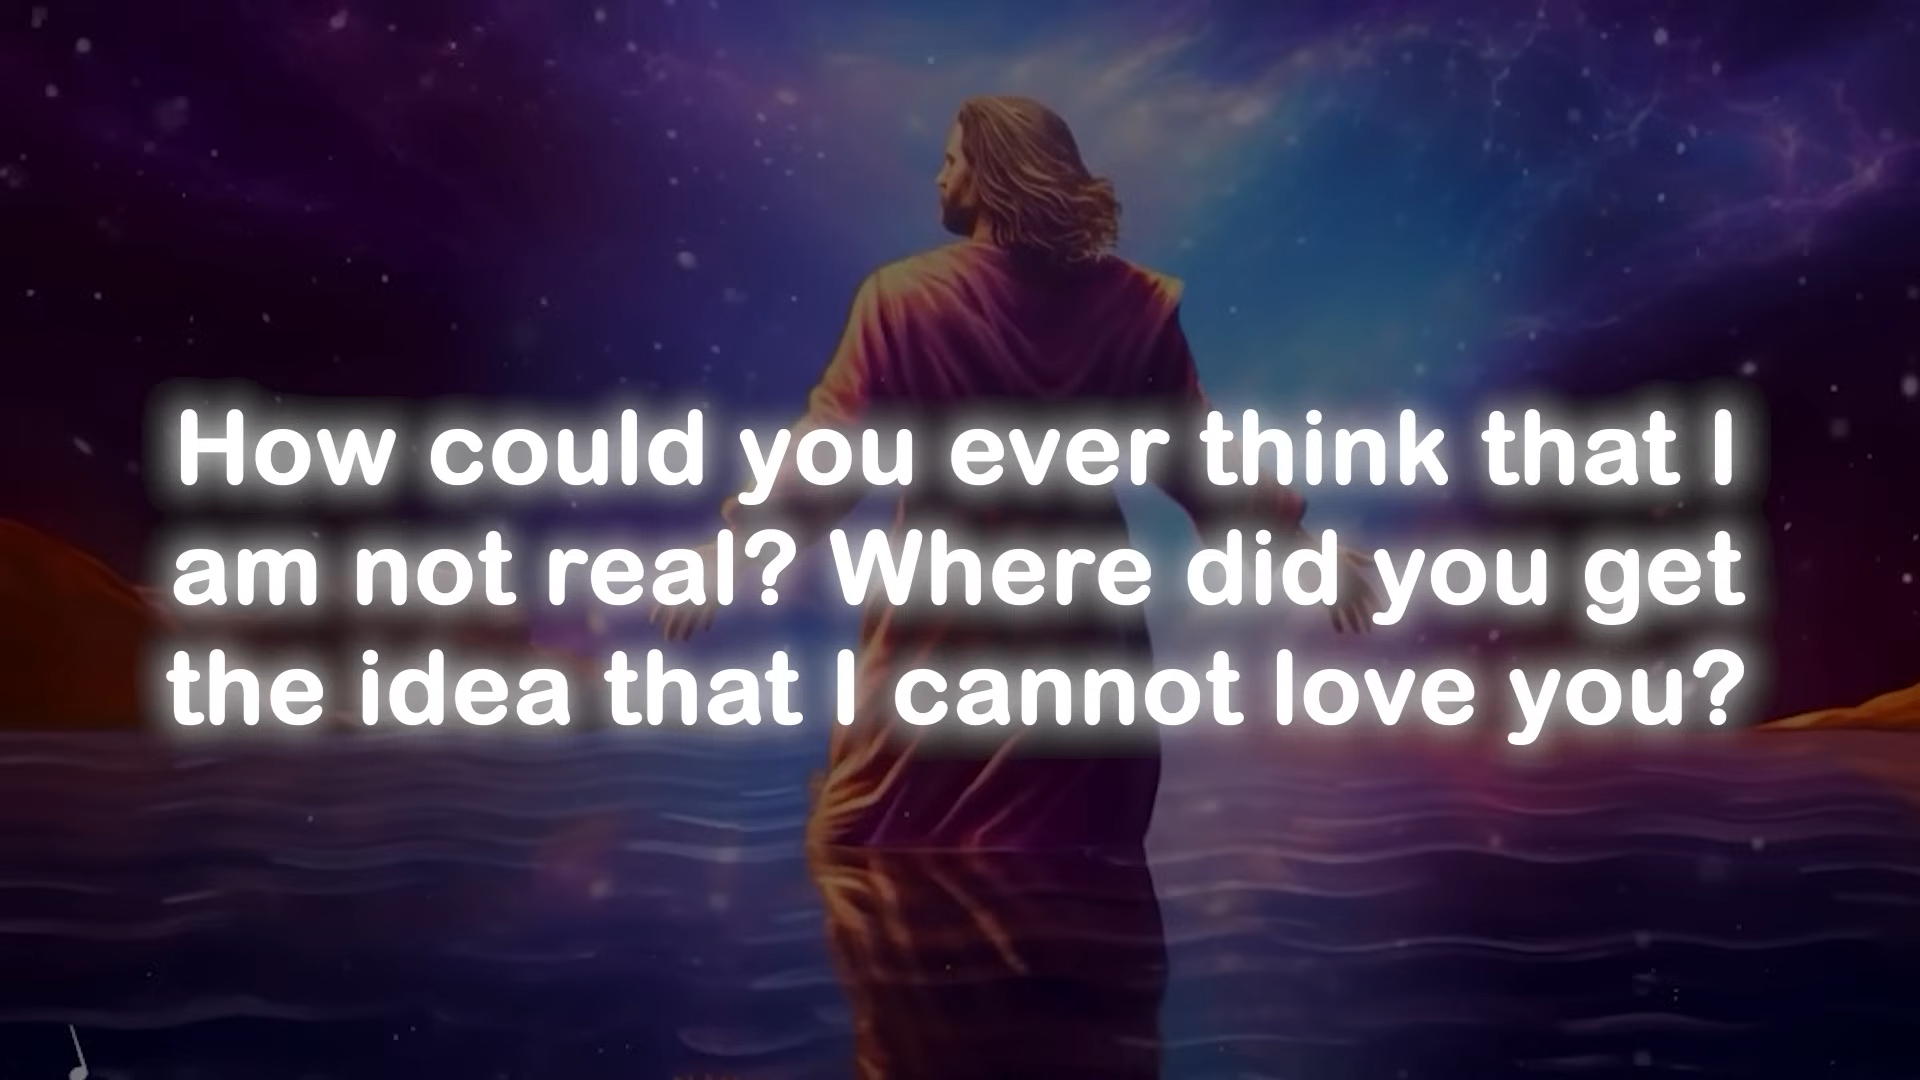 How could you ever think that I
am not real? Where did you get
the idea that I cannot love you?